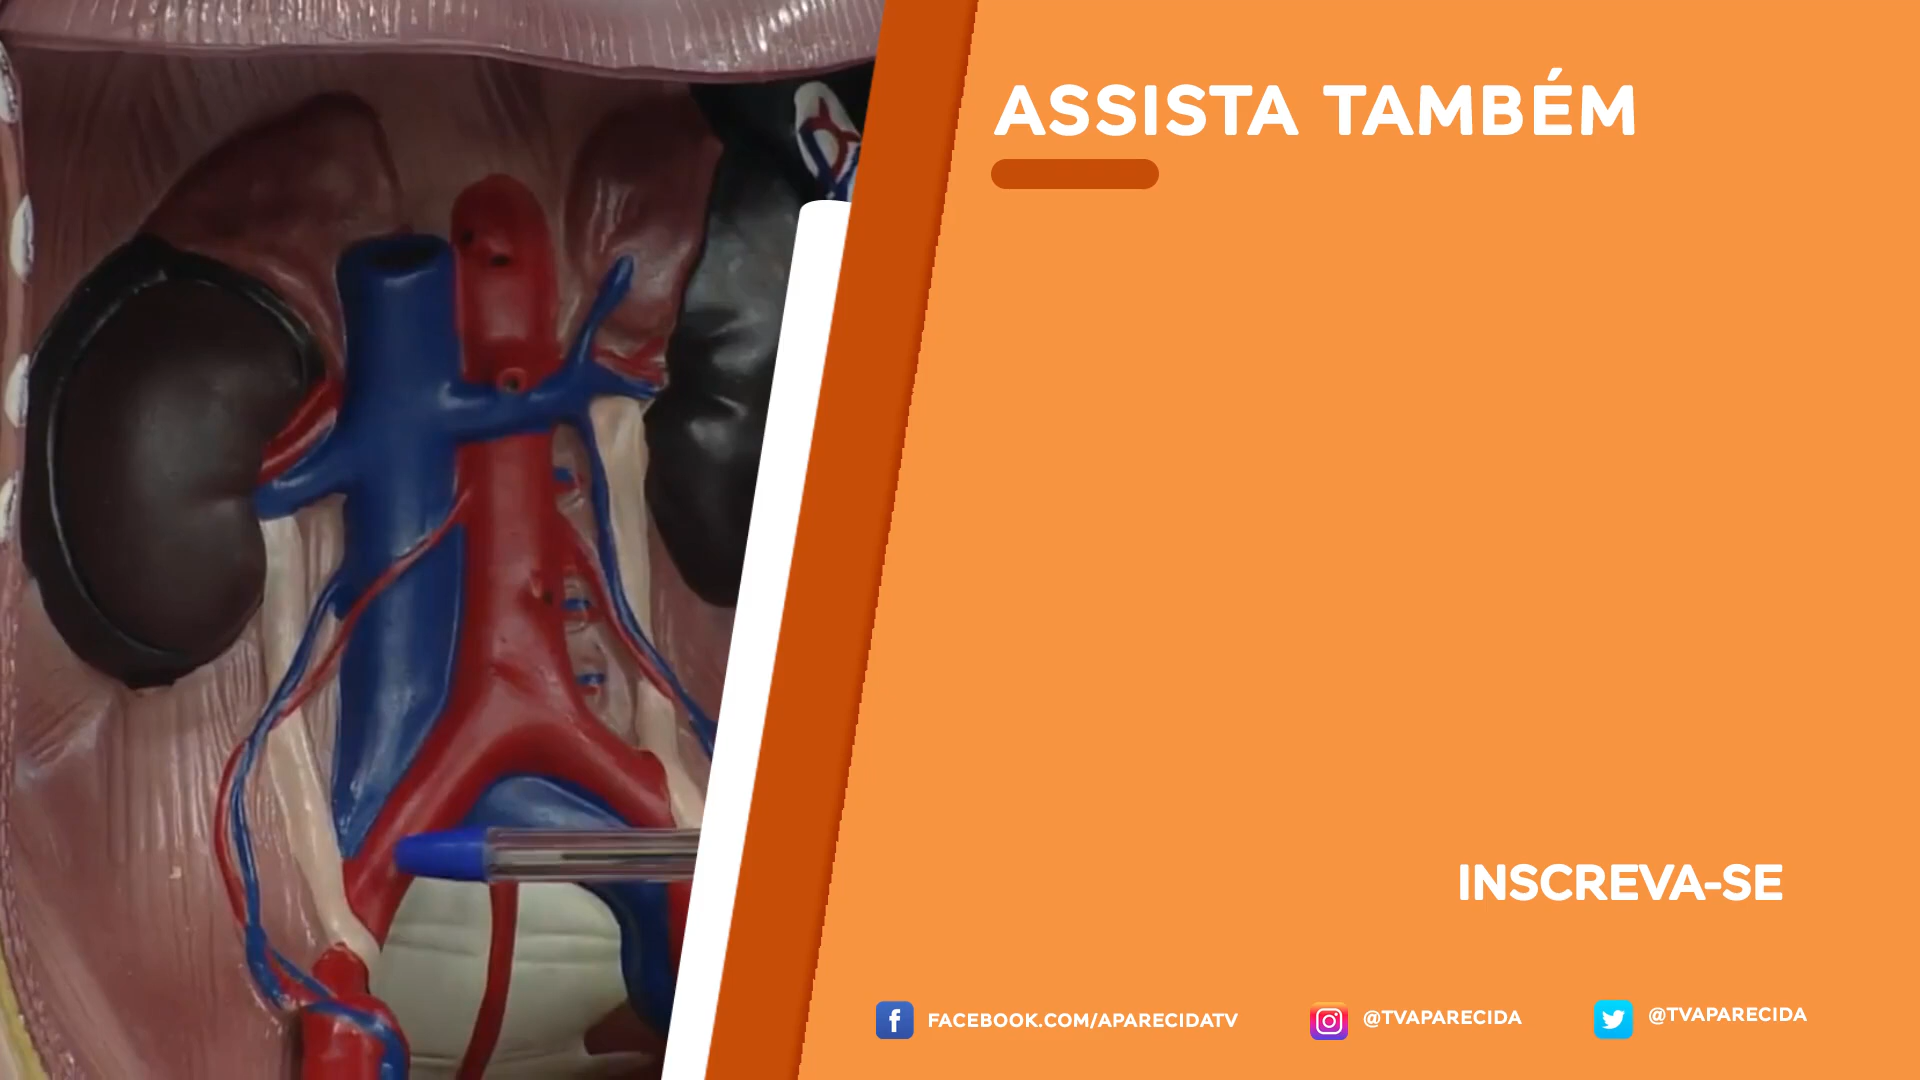 ASSISTA TAMBÉM
INSCREVA-SE
FACEBOOK.COM/APARECIDATV
@TVAPARECIDA
@TVAPARECIDA